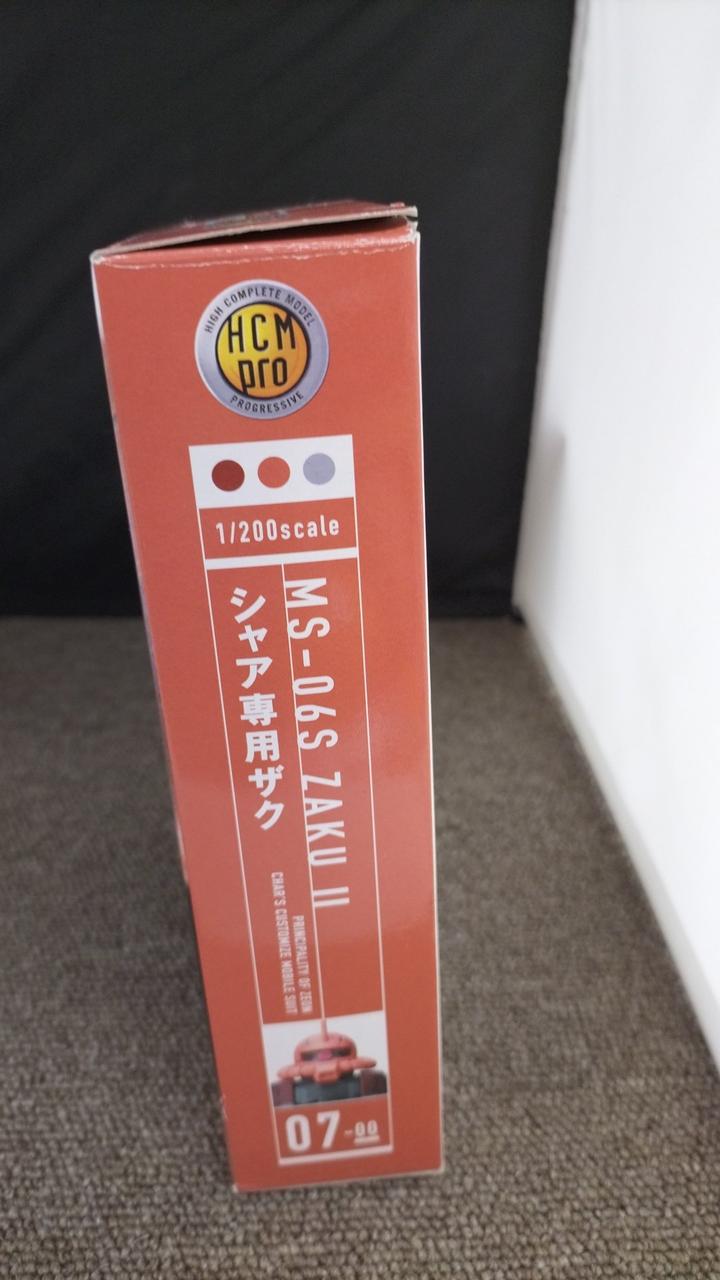 HIGH COMPLETE MODEL
HCM
pro
PROGRESSIVE
1/200scale
MS-06S ZAKU II
シャア専用ザク
PRINCIPALITY OF ZEON
CHAR'S CUSTOMIZE MOBILE SUIT
07-00